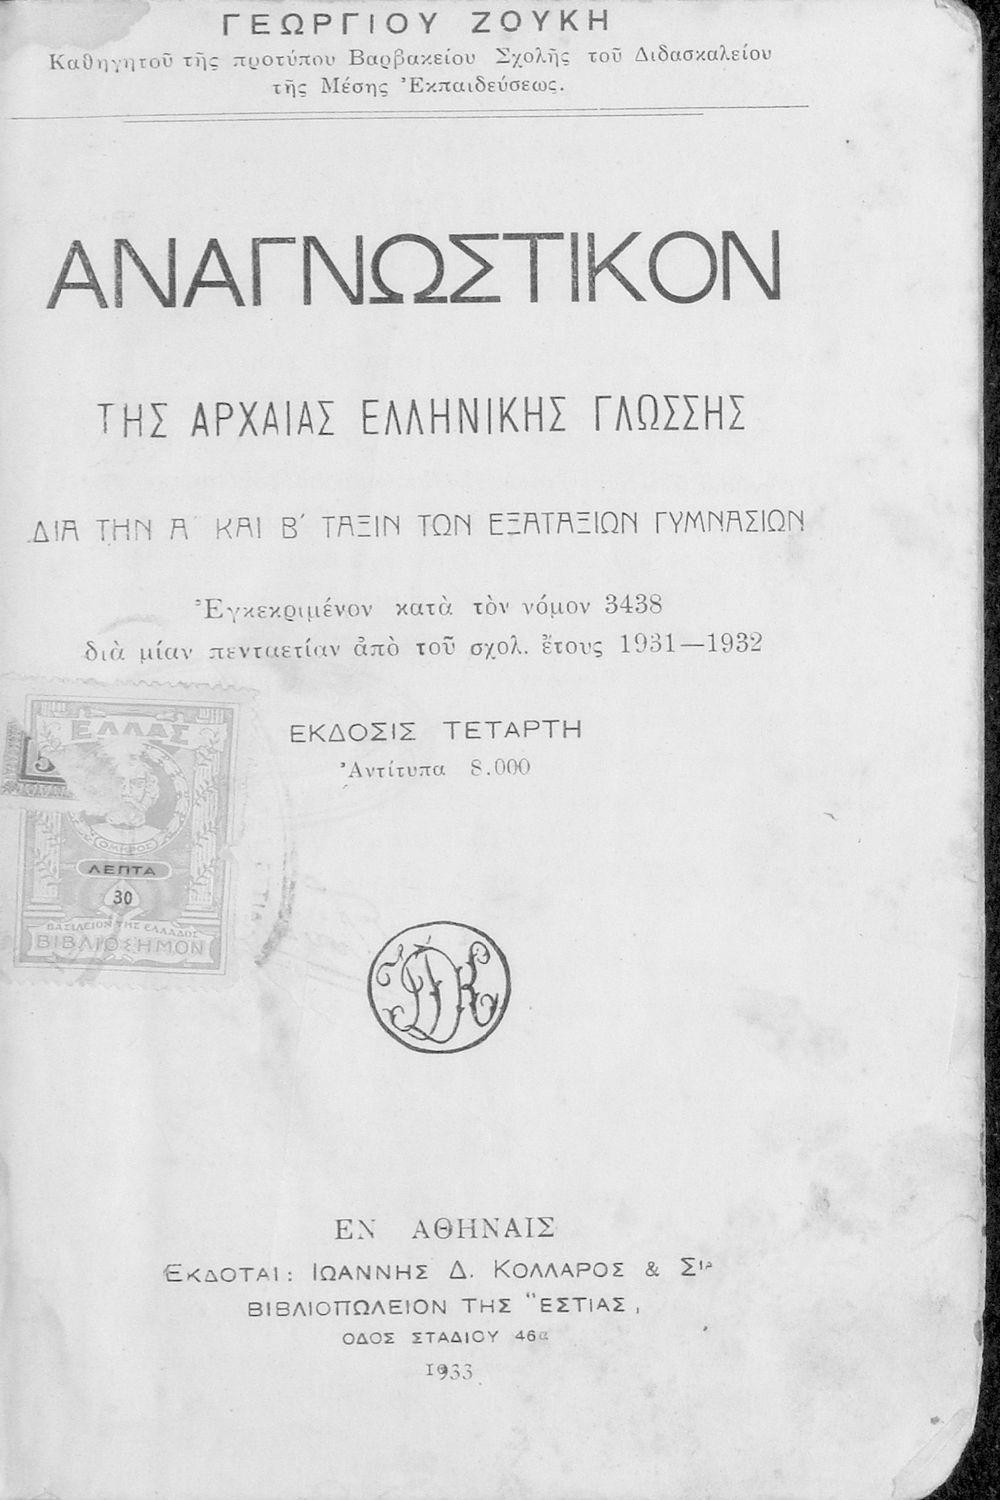 ΓΕΩΡΓΙΟΥ ΖΟΥΚΗ
Καθηγητοῦ τῆς προτύπου Βαρβακείου Σχολῆς τοῦ Διδασκαλείου
τῆς Μέσης Ἐκπαιδεύσεως.
ΑΝΑΓΝΩΣΤΙΚΟΝ
ΤΗΣ ΑΡΧΑΙΑΣ ΕΛΛΗΝΙΚΗΣ ΓΛΩΣΣΗΣ
ΔΙΑ ΤΗΝ Α΄ ΚΑΙ Β΄ ΤΑΞΙΝ ΤΩΝ ΕΞΑΤΑΞΙΩΝ ΓΥΜΝΑΣΙΩΝ
Ἐγκεκριμένον κατὰ τὸν νόμον 3438
διὰ μίαν πενταετίαν ἀπὸ τοῦ σχολ. ἔτους 1931—1932
ΕΚΔΟΣΙΣ ΤΕΤΑΡΤΗ
Ἀντίτυπα 8.000
ΕΛΛΑΣ
5
ΟΜΗΡΟΣ
ΛΕΠΤΑ
30
ΒΑΣΙΛΕΙΟΝ ΤΗΣ ΕΛΛΑΔΟΣ
ΒΙΒΛΙΟΣΗΜΟΝ
ΙΔΚ
ΕΝ ΑΘΗΝΑΙΣ
ΕΚΔΟΤΑΙ: ΙΩΑΝΝΗΣ Δ. ΚΟΛΛΑΡΟΣ & Σια
ΒΙΒΛΙΟΠΩΛΕΙΟΝ ΤΗΣ "ΕΣΤΙΑΣ,
ΟΔΟΣ ΣΤΑΔΙΟΥ 46α
1933